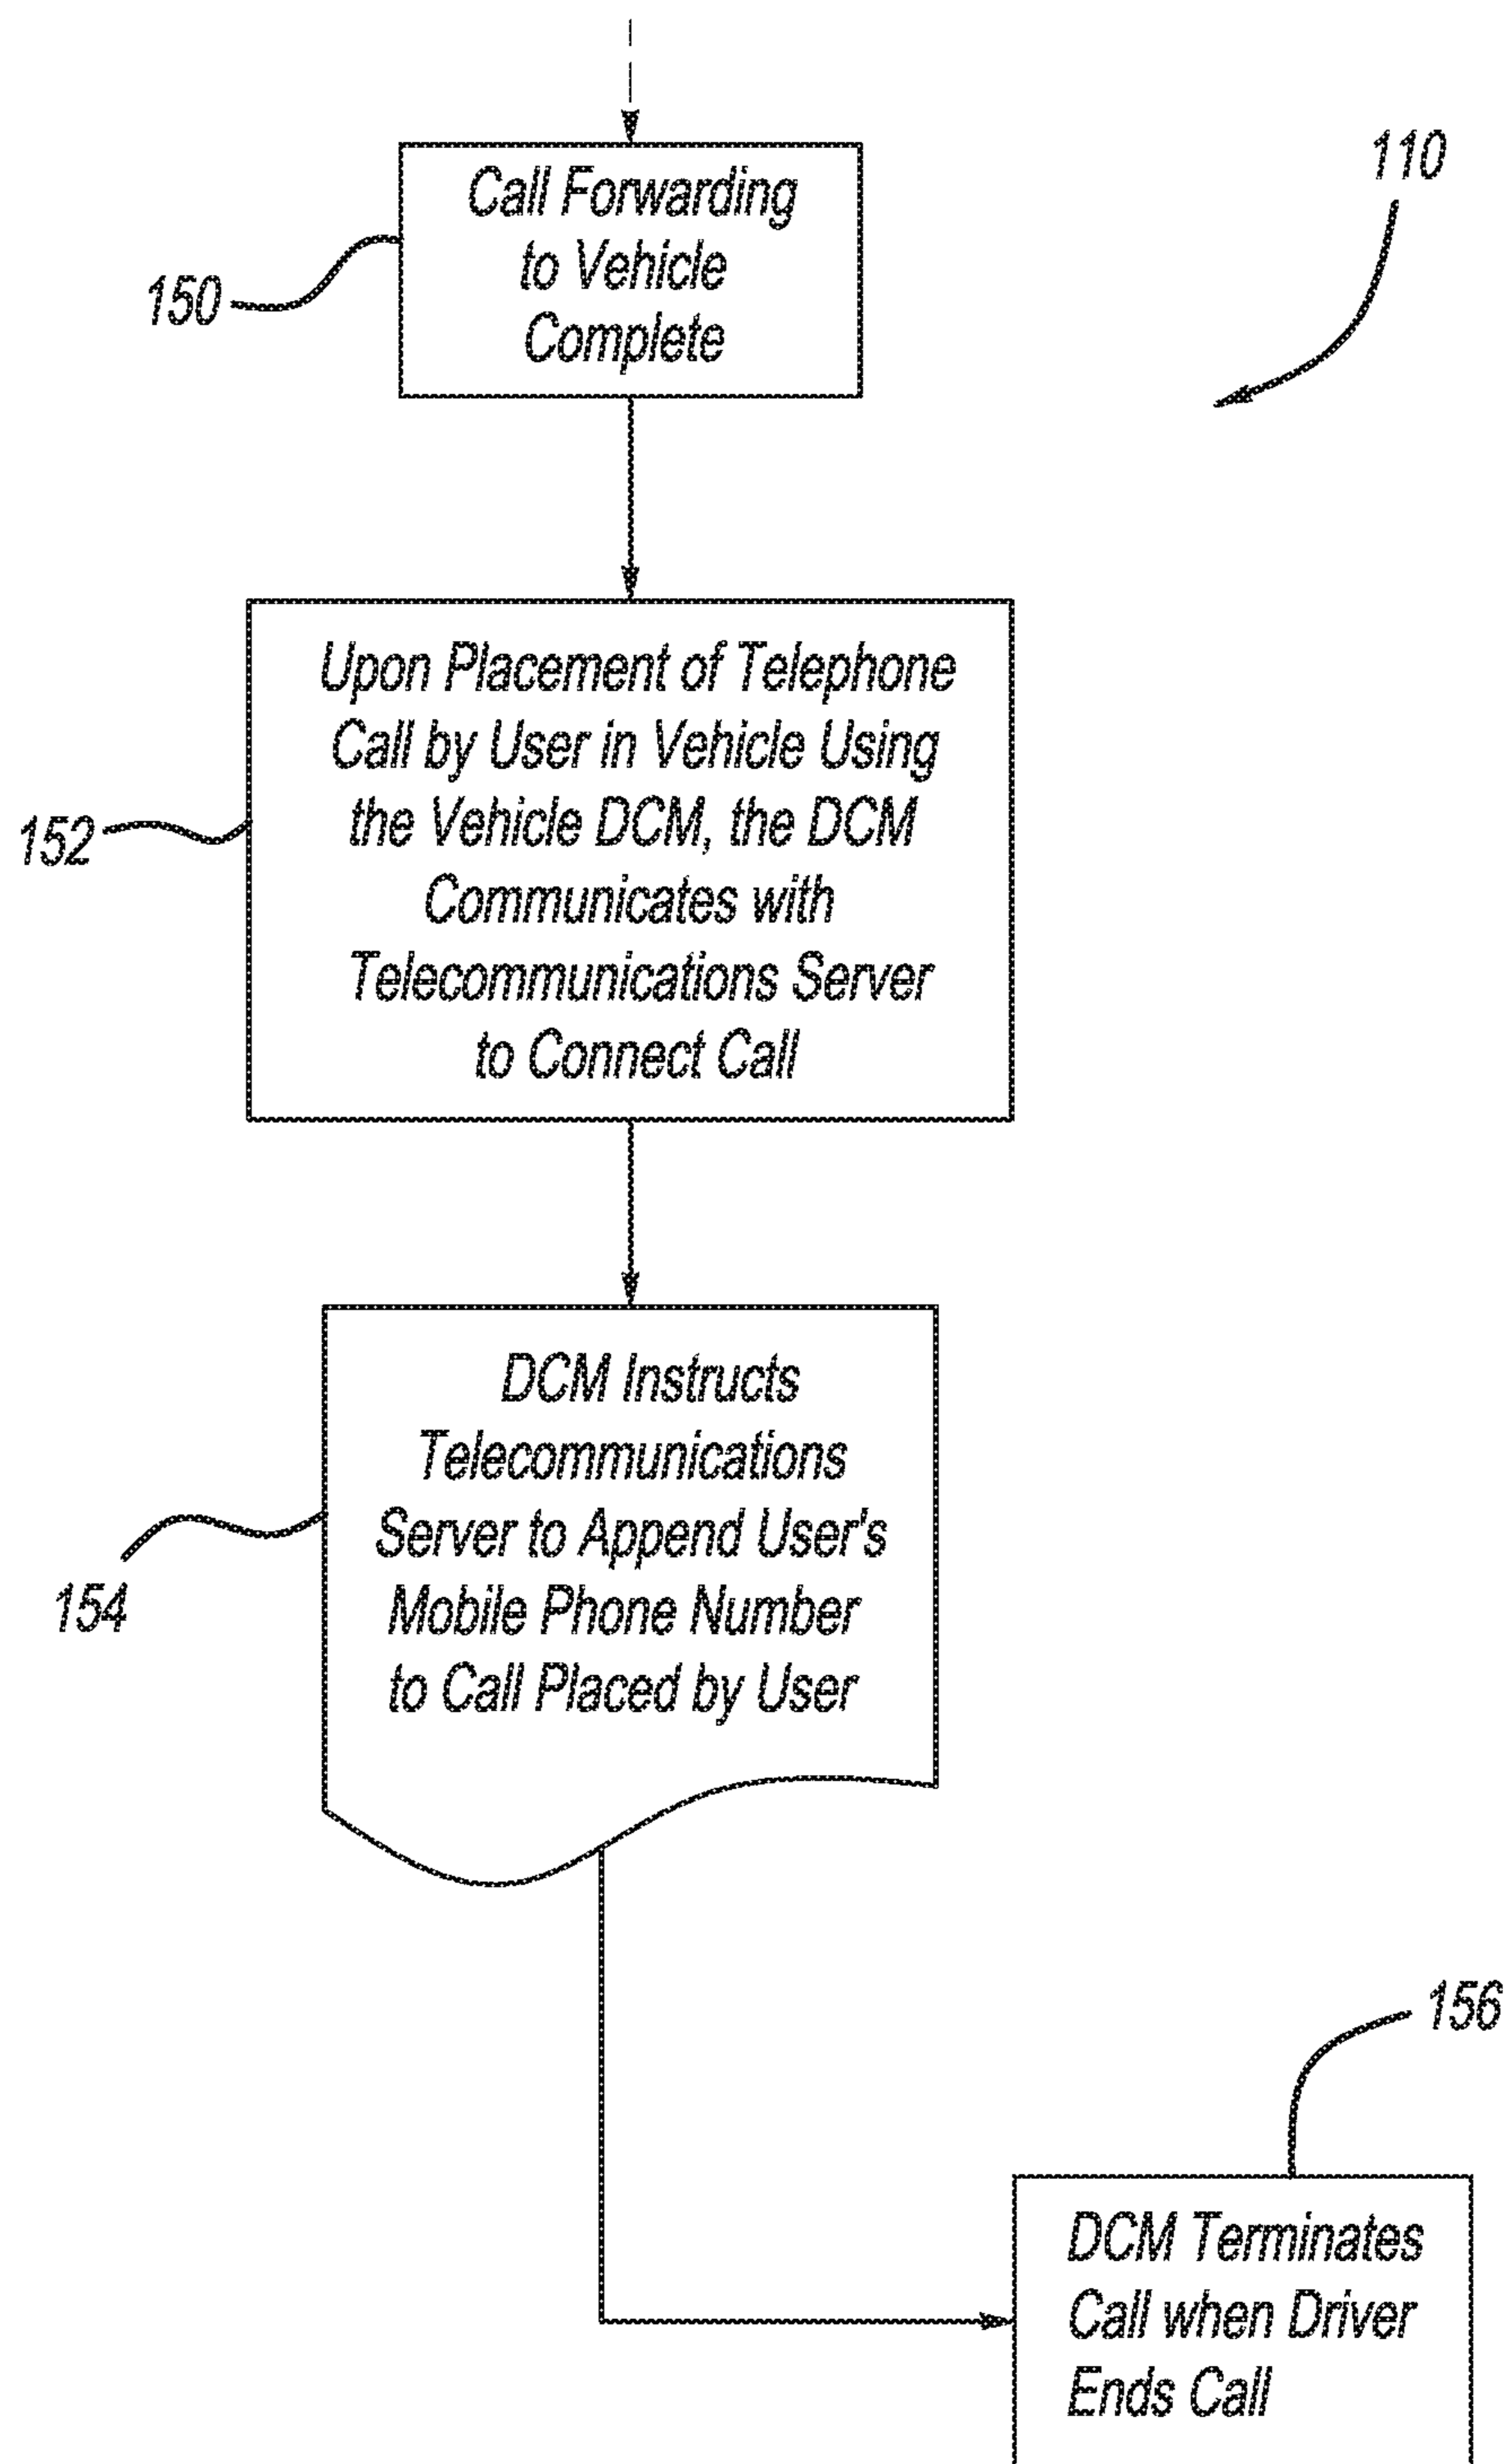 110
Call Forwarding
to Vehicle
Complete
150
Upon Placement of Telephone
Call by User in Vehicle Using
the Vehicle DCM, the DCM
Communicates with
Telecommunications Server
to Connect Call
152
DCM Instructs
Telecommunications
Server to Append User's
Mobile Phone Number
to Call Placed by User
154
156
DCM Terminates
Call when Driver
Ends Call